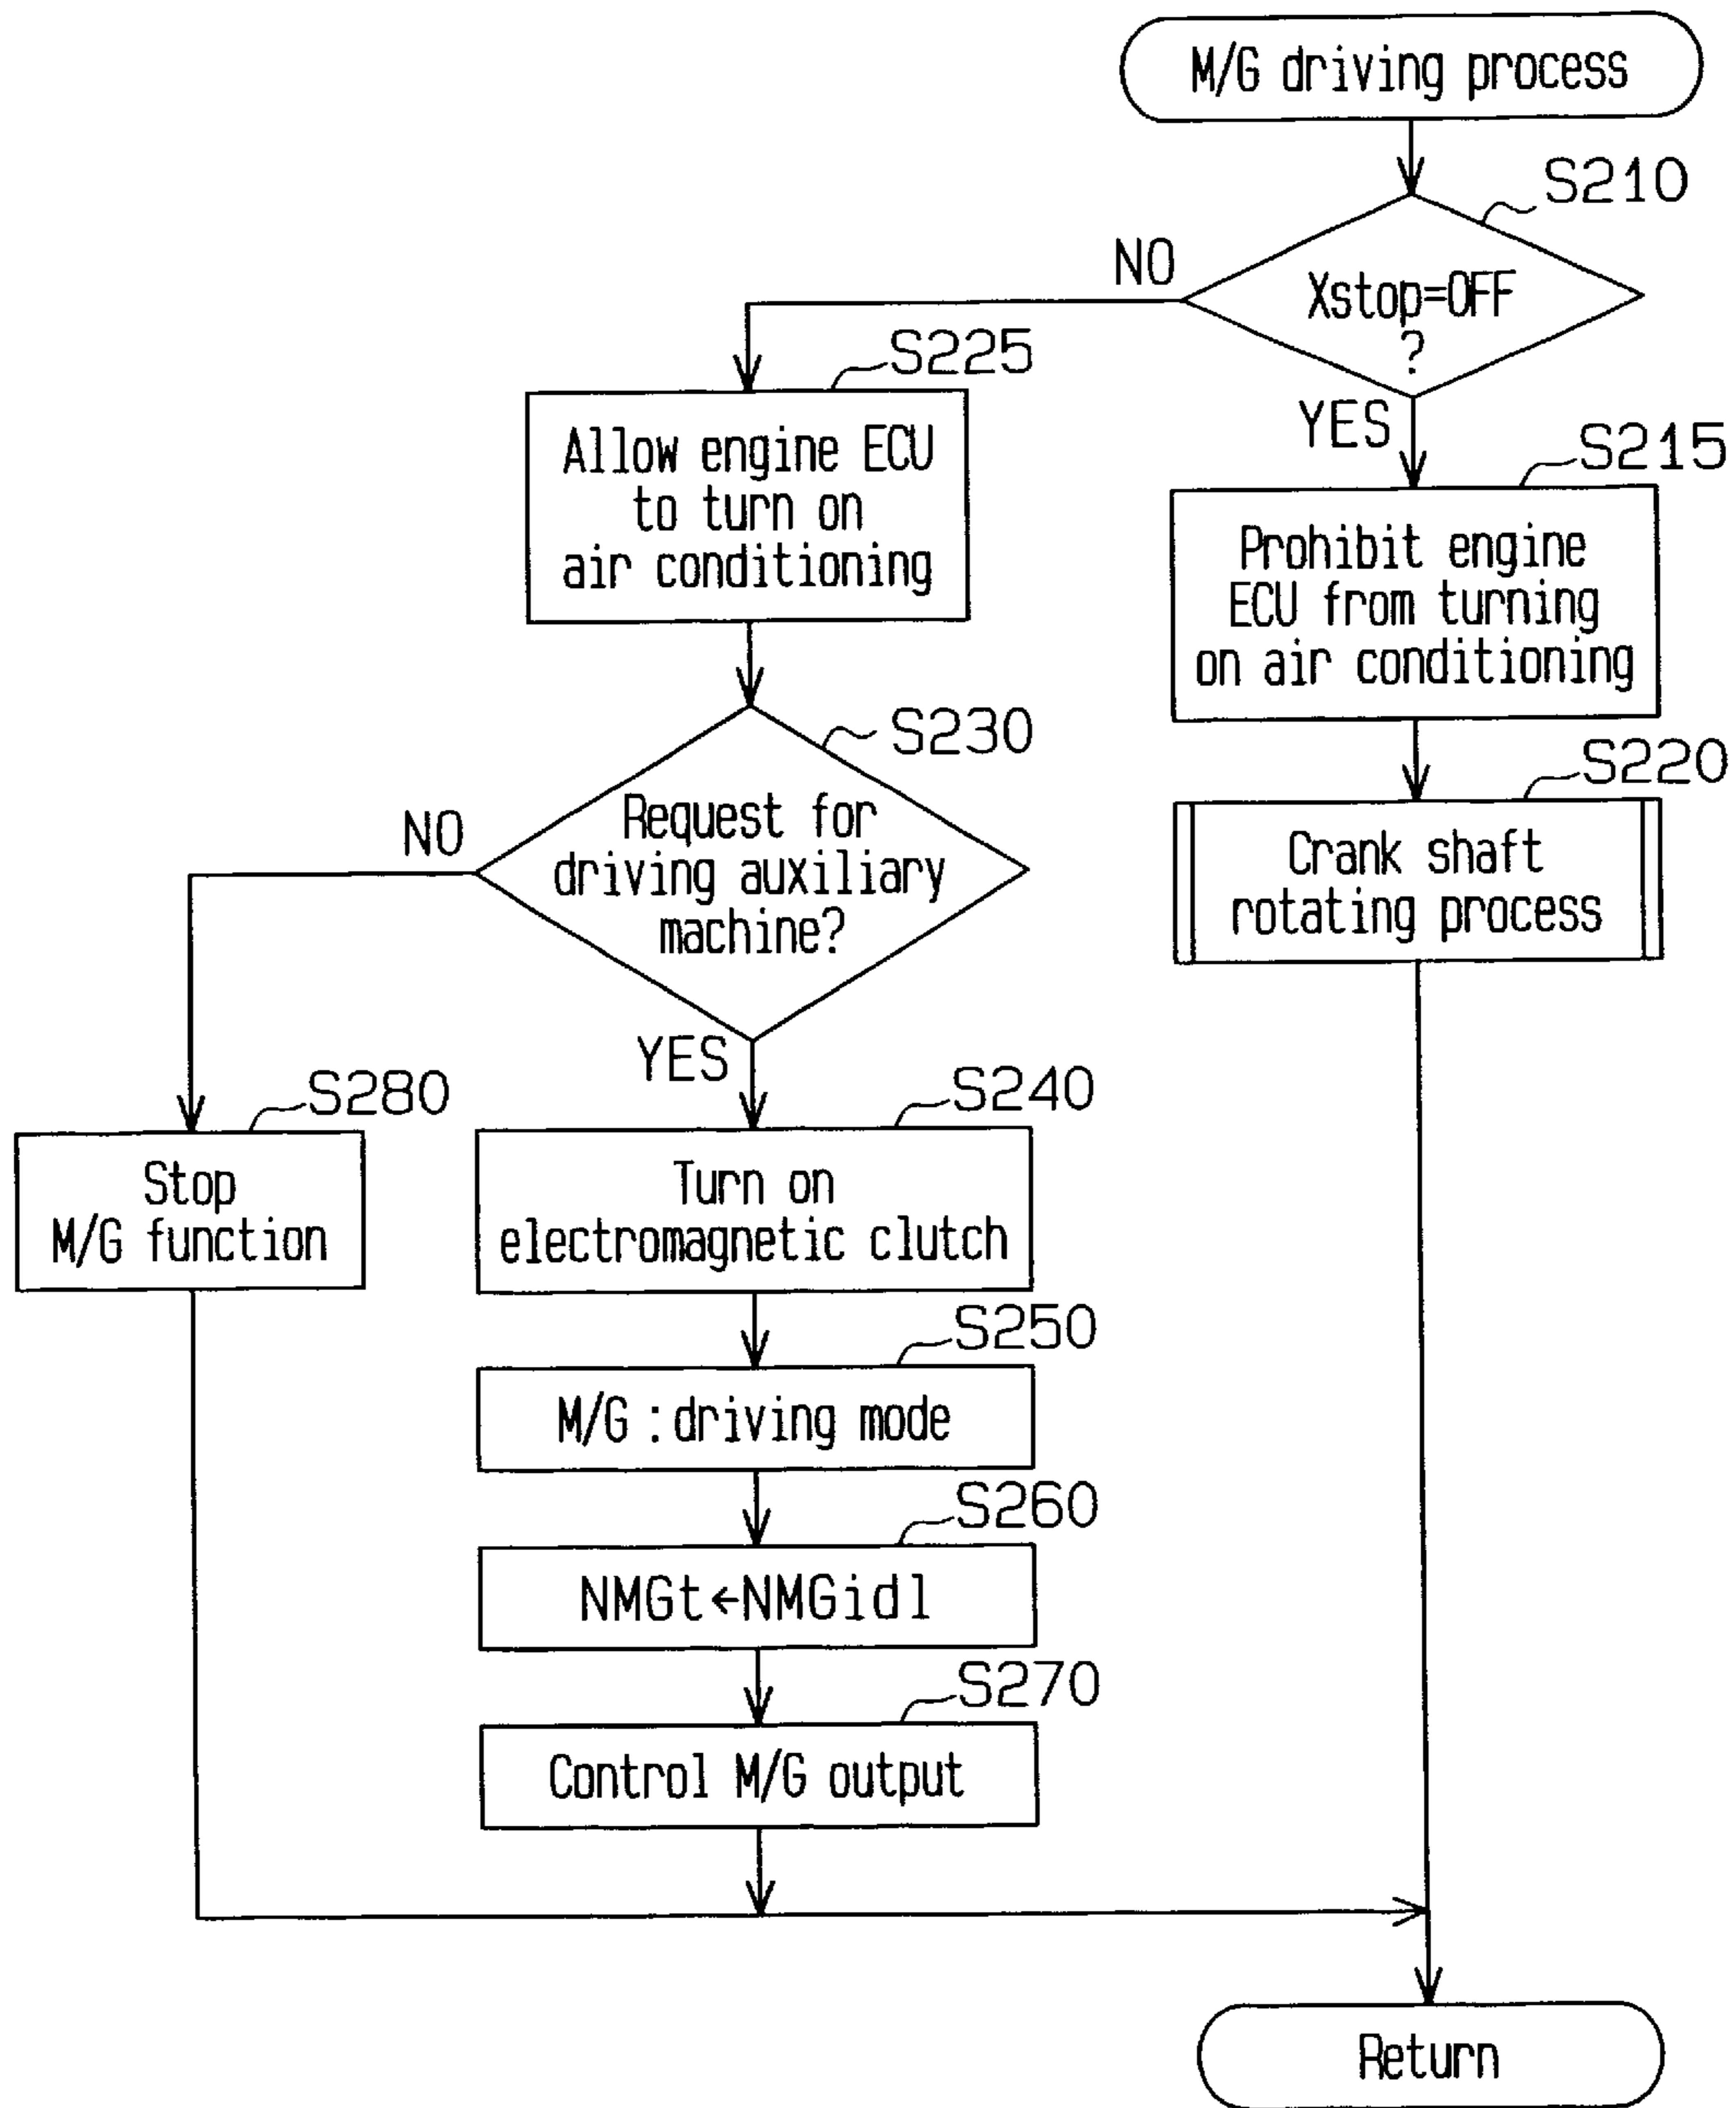 M/G driving process
S210
Xstop=OFF
?
NO
YES
S225
Allow engine ECU
to turn on
air conditioning
S215
Prohibit engine
ECU from turning
on air conditioning
S230
Request for
driving auxiliary
machine?
NO
YES
S220
Crank shaft
rotating process
S280
Stop
M/G function
S240
Turn on
electromagnetic clutch
S250
M/G : driving mode
S260
NMGt←NMGidl
S270
Control M/G output
Return